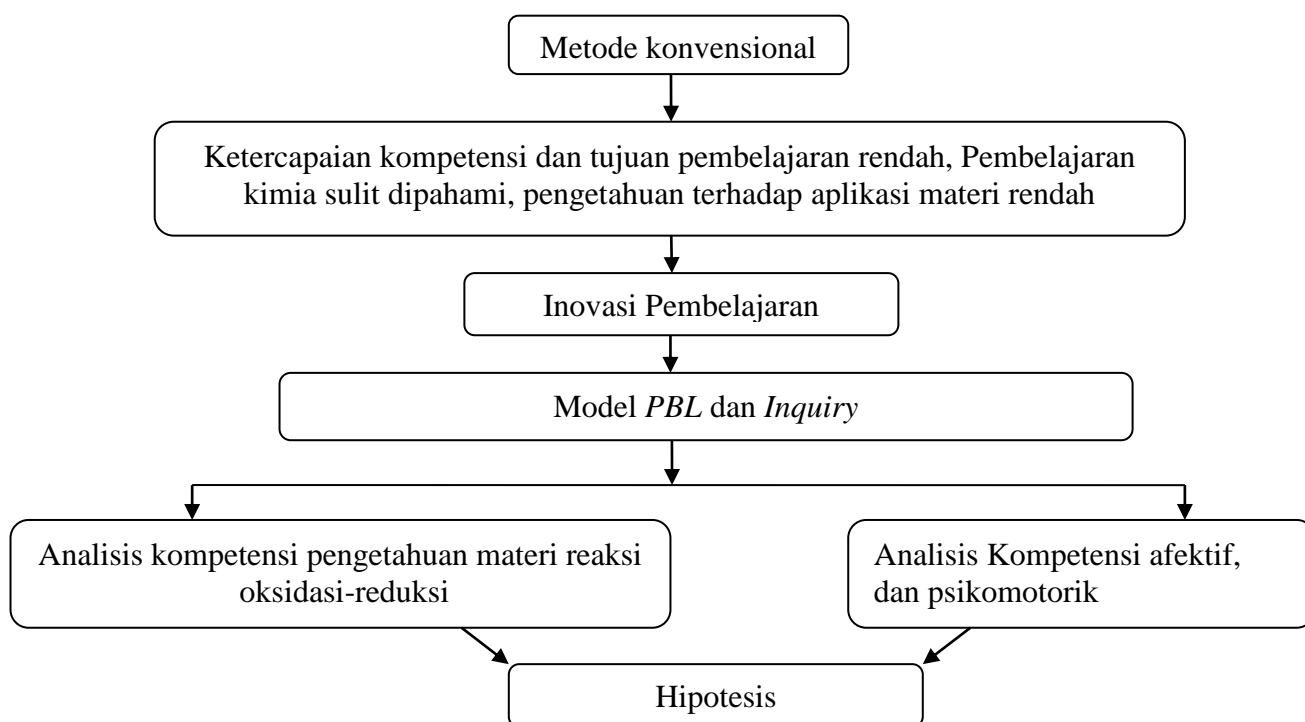 Metode konvensional
Ketercapaian kompetensi dan tujuan pembelajaran rendah, Pembelajaran
kimia sulit dipahami, pengetahuan terhadap aplikasi materi rendah
Inovasi Pembelajaran
Model PBL dan Inquiry
Analisis kompetensi pengetahuan materi reaksi
oksidasi-reduksi
Analisis Kompetensi afektif,
dan psikomotorik
Hipotesis